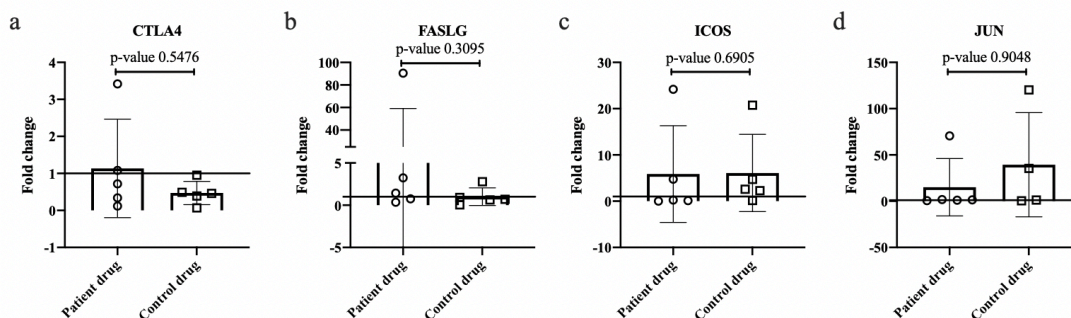 a
CTLA4
p-value 0.5476
Fold change
4
3
2
1
0
-1
Patient drug
Control drug
b
FASLG
p-value 0.3095
Fold change
100
80
60
40
20
5
0
-5
Patient drug
Control drug
c
ICOS
p-value 0.6905
Fold change
30
20
10
0
-10
Patient drug
Control drug
d
JUN
p-value 0.9048
Fold change
150
100
50
0
-50
Patient drug
Control drug